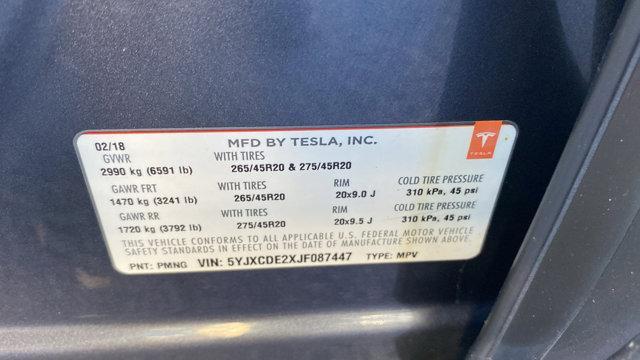 02/18 MFD BY TESLA, INC. TESLA
GVWR WITH TIRES
2990 kg (6591 lb) 265/45R20 & 275/45R20
GAWR FRT WITH TIRES RIM COLD TIRE PRESSURE
1470 kg (3241 lb) 265/45R20 20x9.0 J 310 kPa, 45 psi
GAWR RR WITH TIRES RIM COLD TIRE PRESSURE
1720 kg (3792 lb) 275/45R20 20x9.5 J 310 kPa, 45 psi
THIS VEHICLE CONFORMS TO ALL APPLICABLE U.S. FEDERAL MOTOR VEHICLE
SAFETY STANDARDS IN EFFECT ON THE DATE OF MANUFACTURE SHOWN ABOVE.
PNT: PMNG VIN: 5YJXCDE2XJF087447 TYPE: MPV